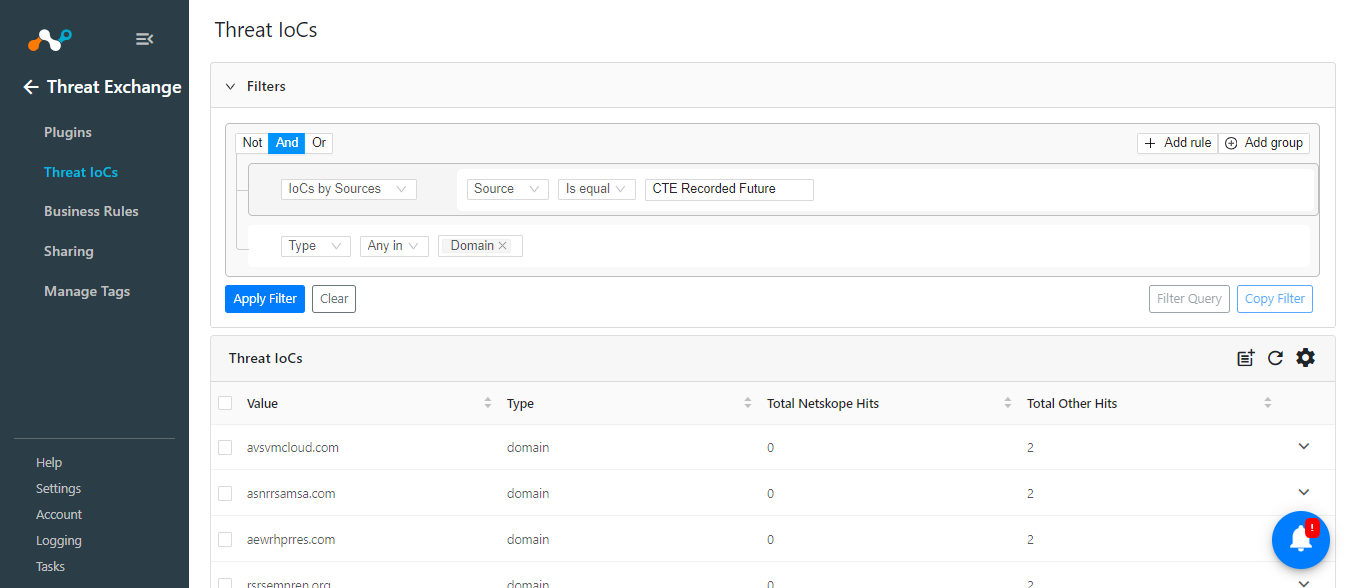 Threat Exchange
Plugins
Threat IoCs
Business Rules
Sharing
Manage Tags
Help
Settings
Account
Logging
Tasks
Threat IoCs
Filters
Not And Or
Add rule Add group
IoCs by Sources Source Is equal CTE Recorded Future
Type Any in Domain
Apply Filter Clear Filter Query Copy Filter
Threat IoCs
Value Type Total Netskope Hits Total Other Hits
avsvmcloud.com domain 0 2
asnrrsamsa.com domain 0 2
aewrhprres.com domain 0 2
rsrsempren.org domain 0 2
!